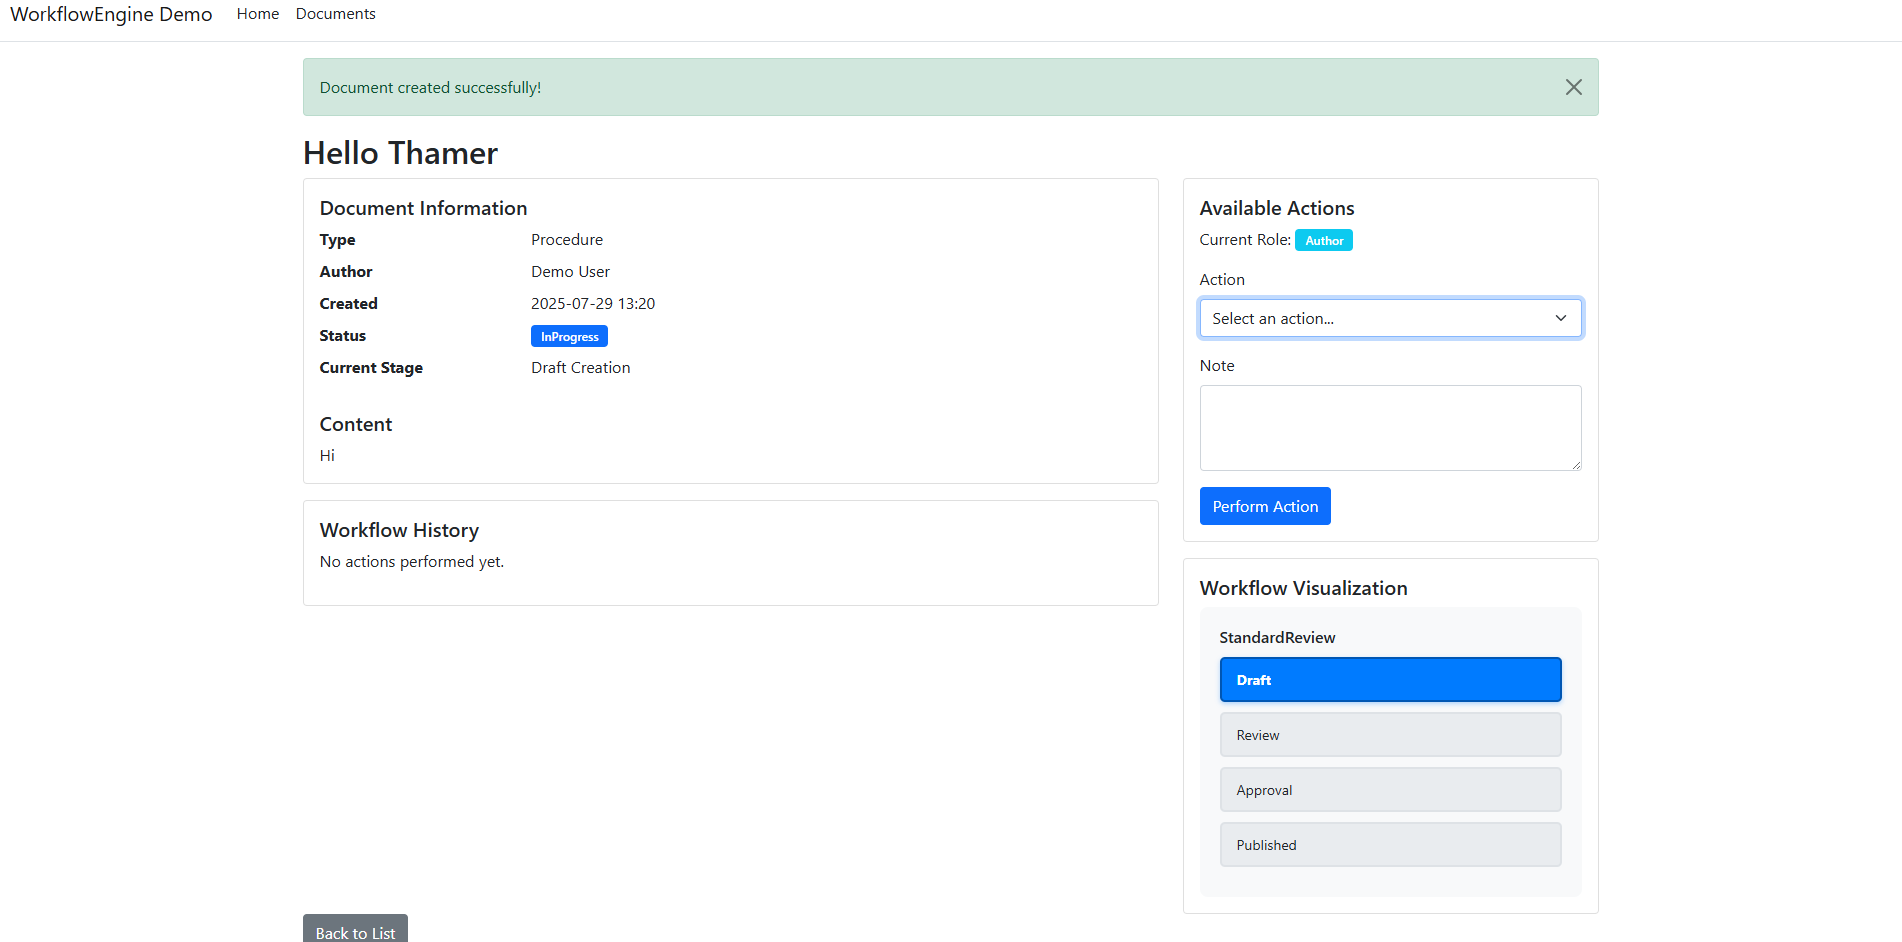 WorkflowEngine Demo Home Documents
Document created successfully!
Hello Thamer
Document Information
Type Procedure
Author Demo User
Created 2025-07-29 13:20
Status InProgress
Current Stage Draft Creation
Content
Hi
Workflow History
No actions performed yet.
Available Actions
Current Role: Author
Action
Select an action...
Note
Perform Action
Workflow Visualization
StandardReview
Draft
Review
Approval
Published
Back to List